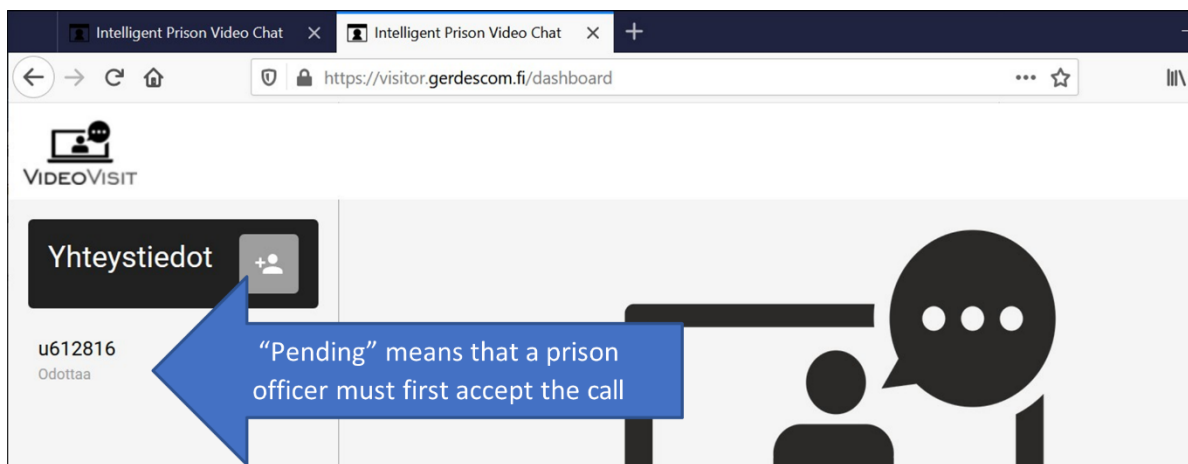 Intelligent Prison Video Chat
Intelligent Prison Video Chat
https://visitor.gerdescom.fi/dashboard
VIDEOVISIT
Yhteystiedot
u612816
Odottaa
“Pending” means that a prison
officer must first accept the call